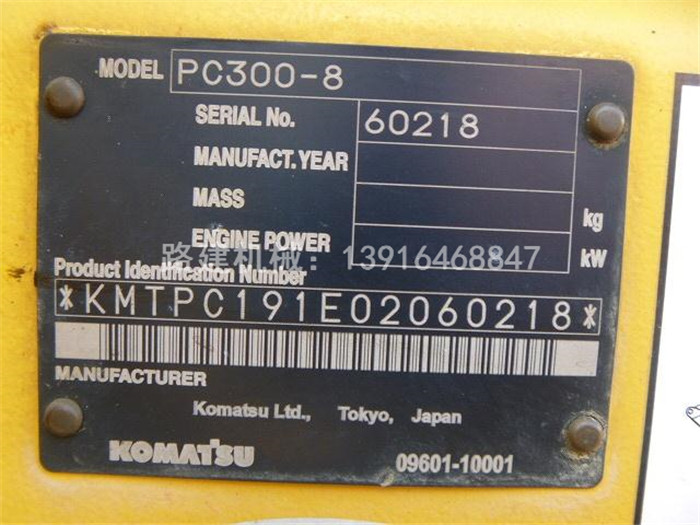 MODEL PC300-8
SERIAL No. 60218
MANUFACT. YEAR
MASS kg
ENGINE POWER kW
路建机械：13916468847
Product Identification Number
*KMTPC191E02060218*
MANUFACTURER
Komatsu Ltd., Tokyo, Japan
KOMATSU 09601-10001